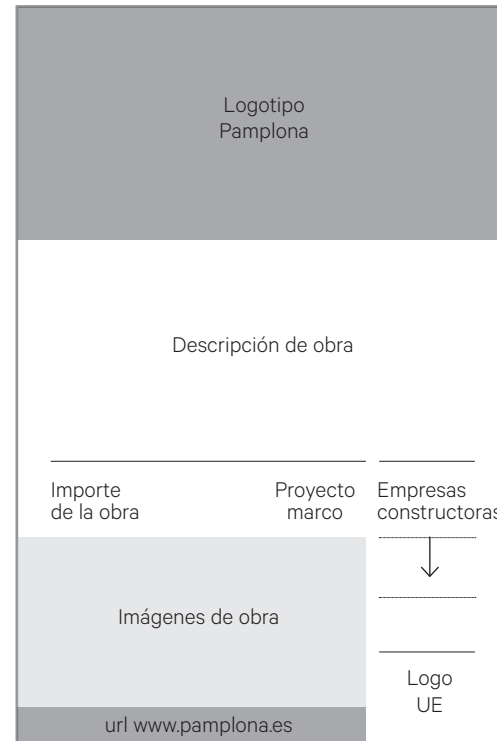 Logotipo
Pamplona
Descripción de obra
Importe
de la obra
Proyecto
marco
Empresas
constructoras
Imágenes de obra
Logo
UE
url www.pamplona.es